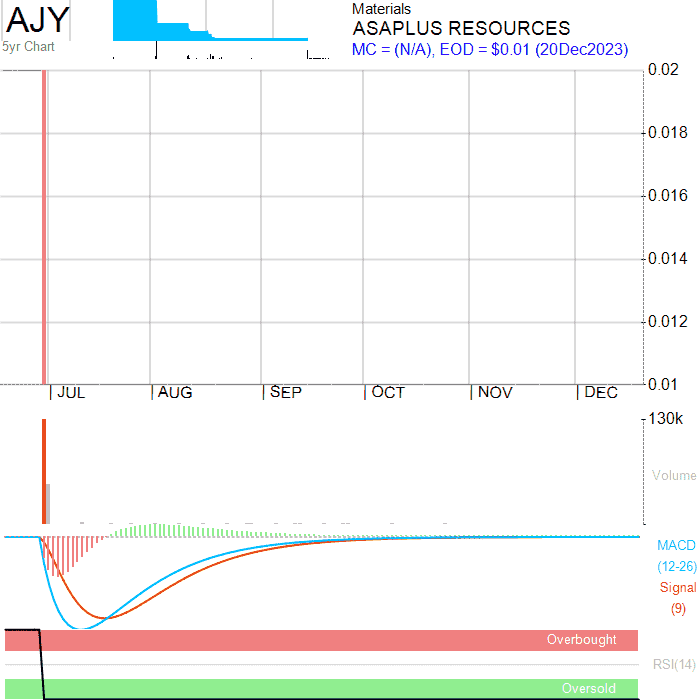 AJY
5yr Chart
Materials
ASAPLUS RESOURCES
MC = (N/A), EOD = $0.01 (20Dec2023)
0.02
0.018
0.016
0.014
0.012
0.01
JUL AUG SEP OCT NOV DEC
130k
Volume
MACD
(12-26)
Signal
(9)
Overbought
RSI(14)
Oversold